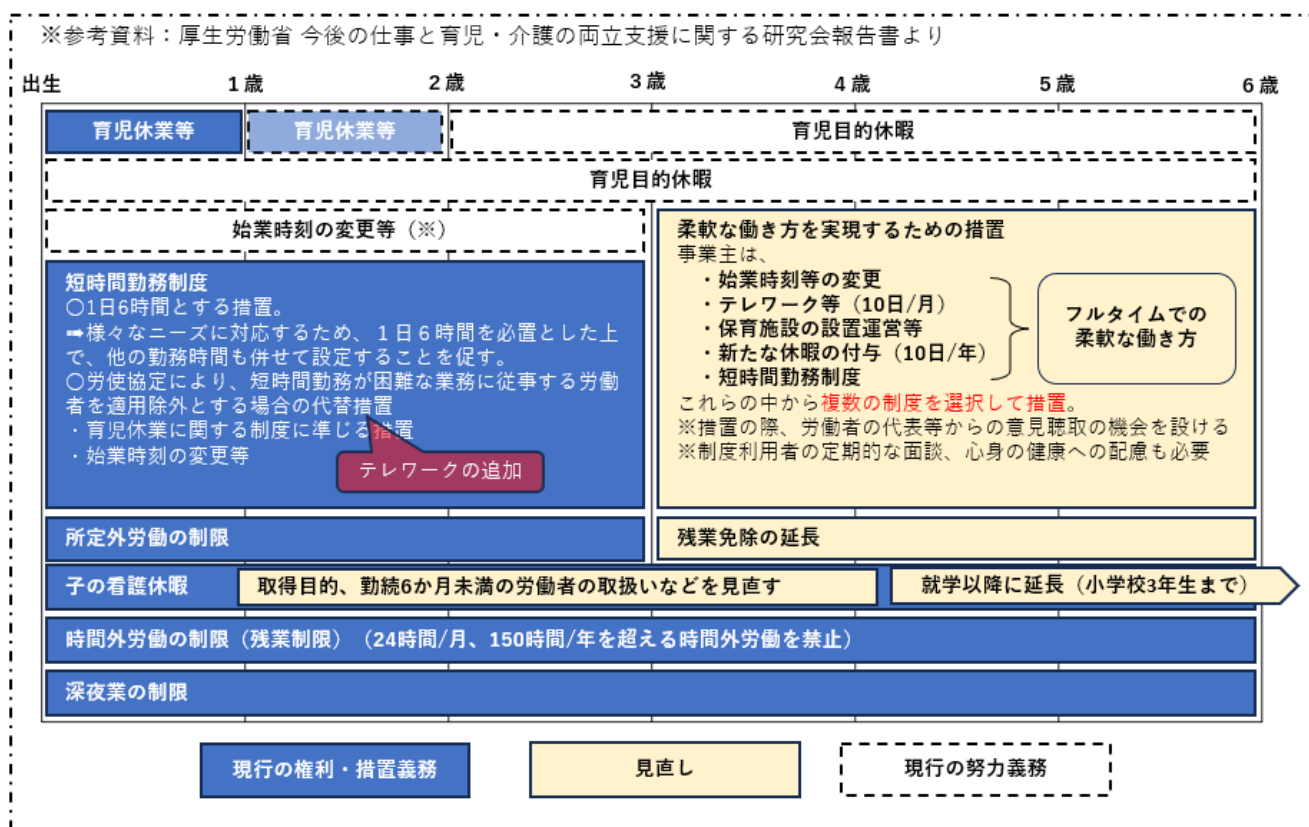 ※参考資料：厚生労働省 今後の仕事と育児・介護の両立支援に関する研究会報告書より
出生 1歳 2歳 3歳 4歳 5歳 6歳
育児休業等 育児休業等 育児目的休暇
育児目的休暇
始業時刻の変更等（※）
短時間勤務制度
○1日6時間とする措置。
➡様々なニーズに対応するため、１日６時間を必置とした上
で、他の勤務時間も併せて設定することを促す。
○労使協定により、短時間勤務が困難な業務に従事する労働
者を適用除外とする場合の代替措置
・育児休業に関する制度に準じる措置
・始業時刻の変更等
テレワークの追加
柔軟な働き方を実現するための措置
事業主は、
・始業時刻等の変更
・テレワーク等（10日/月）
・保育施設の設置運営等
・新たな休暇の付与（10日/年）
・短時間勤務制度
フルタイムでの
柔軟な働き方
これらの中から複数の制度を選択して措置。
※措置の際、労働者の代表等からの意見聴取の機会を設ける
※制度利用者の定期的な面談、心身の健康への配慮も必要
所定外労働の制限 残業免除の延長
子の看護休暇 取得目的、勤続6か月未満の労働者の取扱いなどを見直す 就学以降に延長（小学校3年生まで）
時間外労働の制限（残業制限）（24時間/月、150時間/年を超える時間外労働を禁止）
深夜業の制限
現行の権利・措置義務 見直し 現行の努力義務